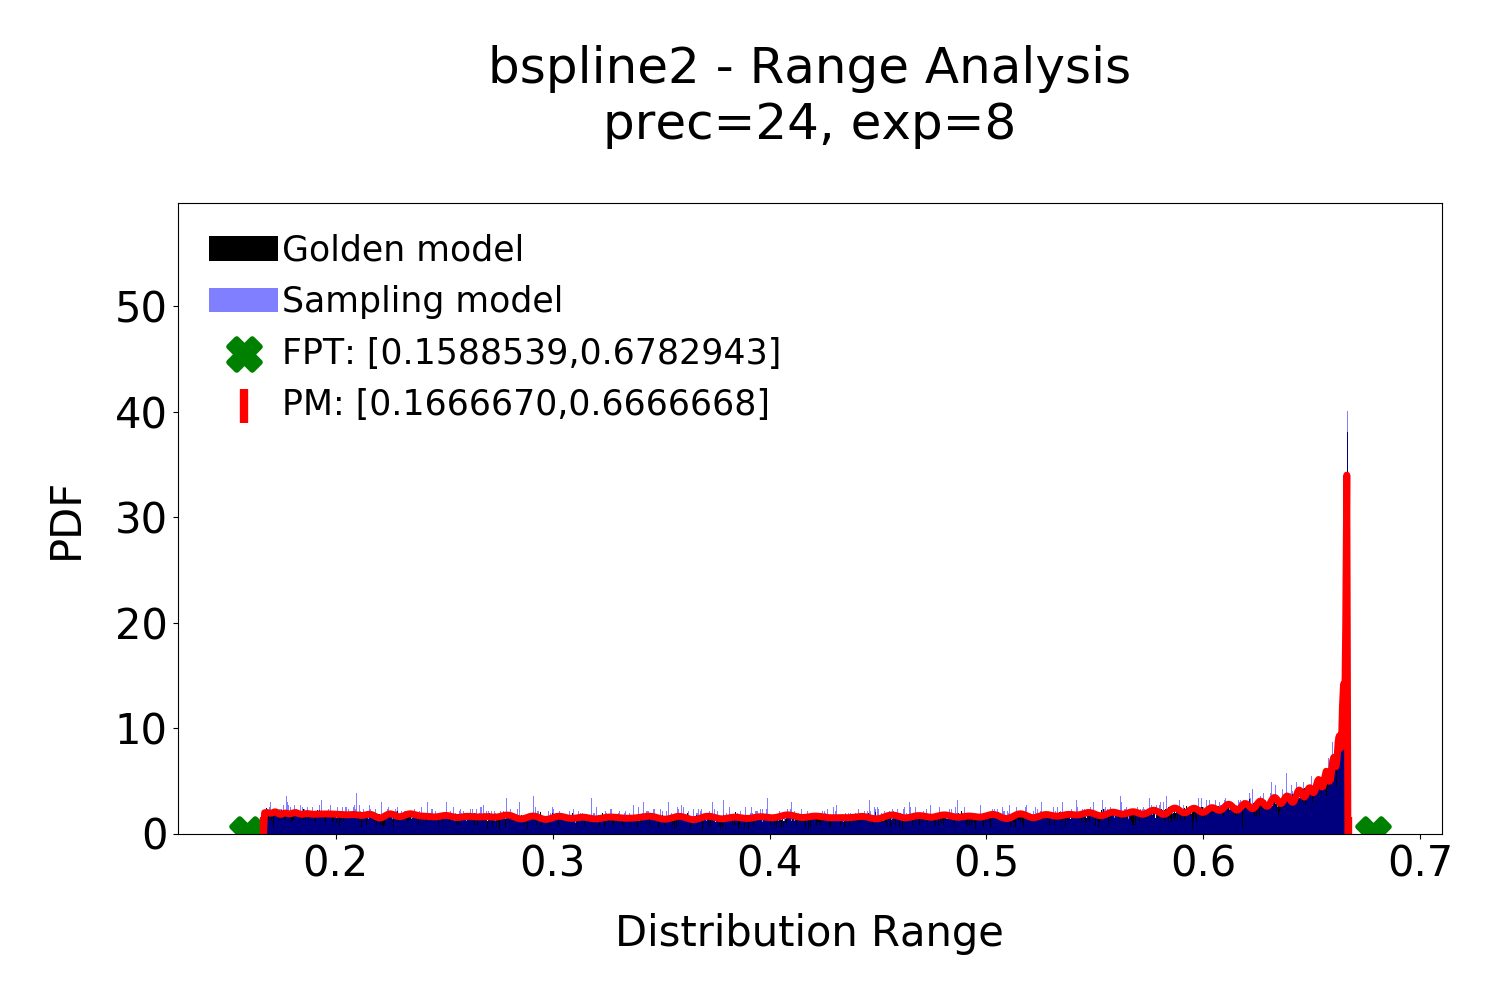 bspline2 - Range Analysis
prec=24, exp=8
Golden model
Sampling model
FPT: [0.1588539,0.6782943]
PM: [0.1666670,0.6666668]
PDF
50
40
30
20
10
0
0.2 0.3 0.4 0.5 0.6 0.7
Distribution Range